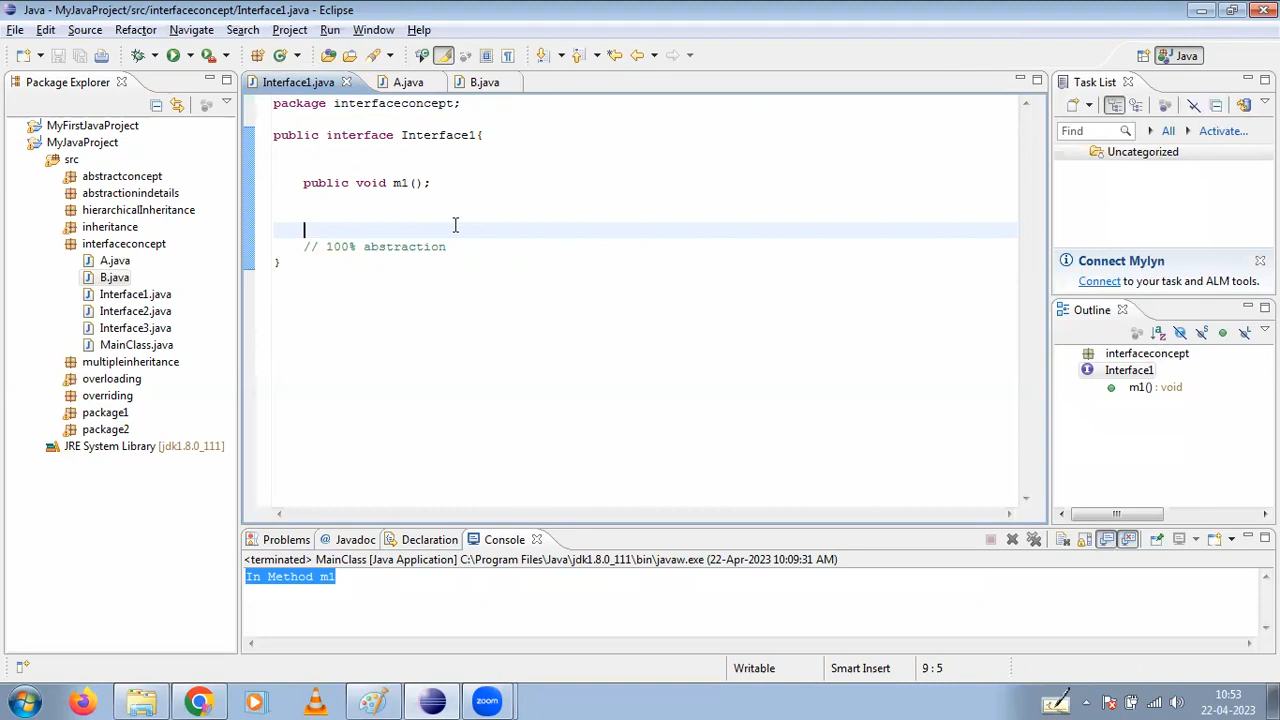 Java - MyJavaProject/src/interfaceconcept/Interface1.java - Eclipse
File Edit Source Refactor Navigate Search Project Run Window Help
Java
Package Explorer
MyFirstJavaProject
MyJavaProject
src
abstractconcept
abstractionindetails
hierarchicalInheritance
inheritance
interfaceconcept
A.java
B.java
Interface1.java
Interface2.java
Interface3.java
MainClass.java
multipleinheritance
overloading
overriding
package1
package2
JRE System Library [jdk1.8.0_111]
Interface1.java A.java B.java
package interfaceconcept;
public interface Interface1{
public void m1();
// 100% abstraction
}
Task List
Find All Activate...
Uncategorized
Connect Mylyn
Connect to your task and ALM tools.
Outline
interfaceconcept
Interface1
m1() : void
Problems Javadoc Declaration Console
<terminated> MainClass [Java Application] C:\Program Files\Java\jdk1.8.0_111\bin\javaw.exe (22-Apr-2023 10:09:31 AM)
In Method m1
Writable Smart Insert 9 : 5
zoom
10:53
22-04-2023